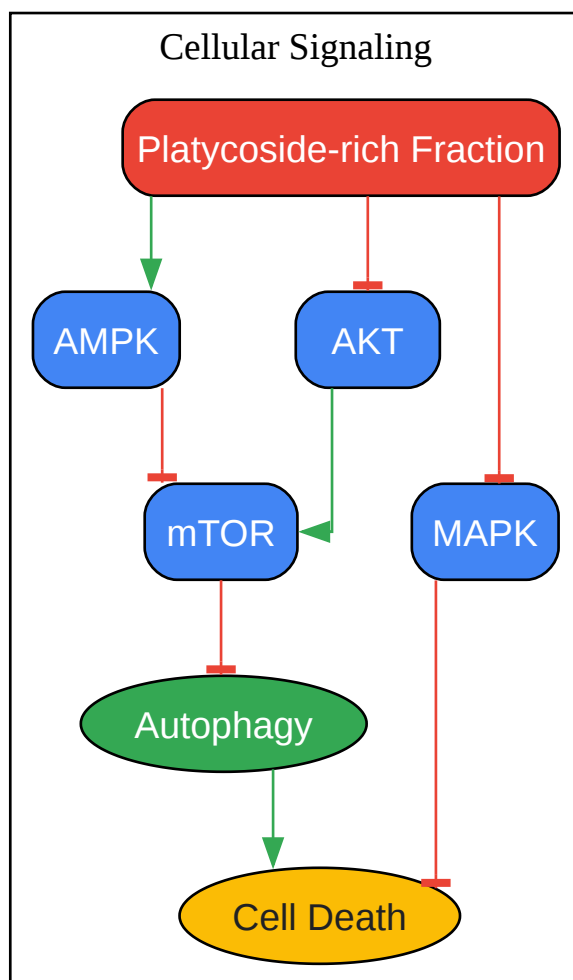 Cellular Signaling
Platycoside-rich Fraction
AMPK
AKT
mTOR
MAPK
Autophagy
Cell Death